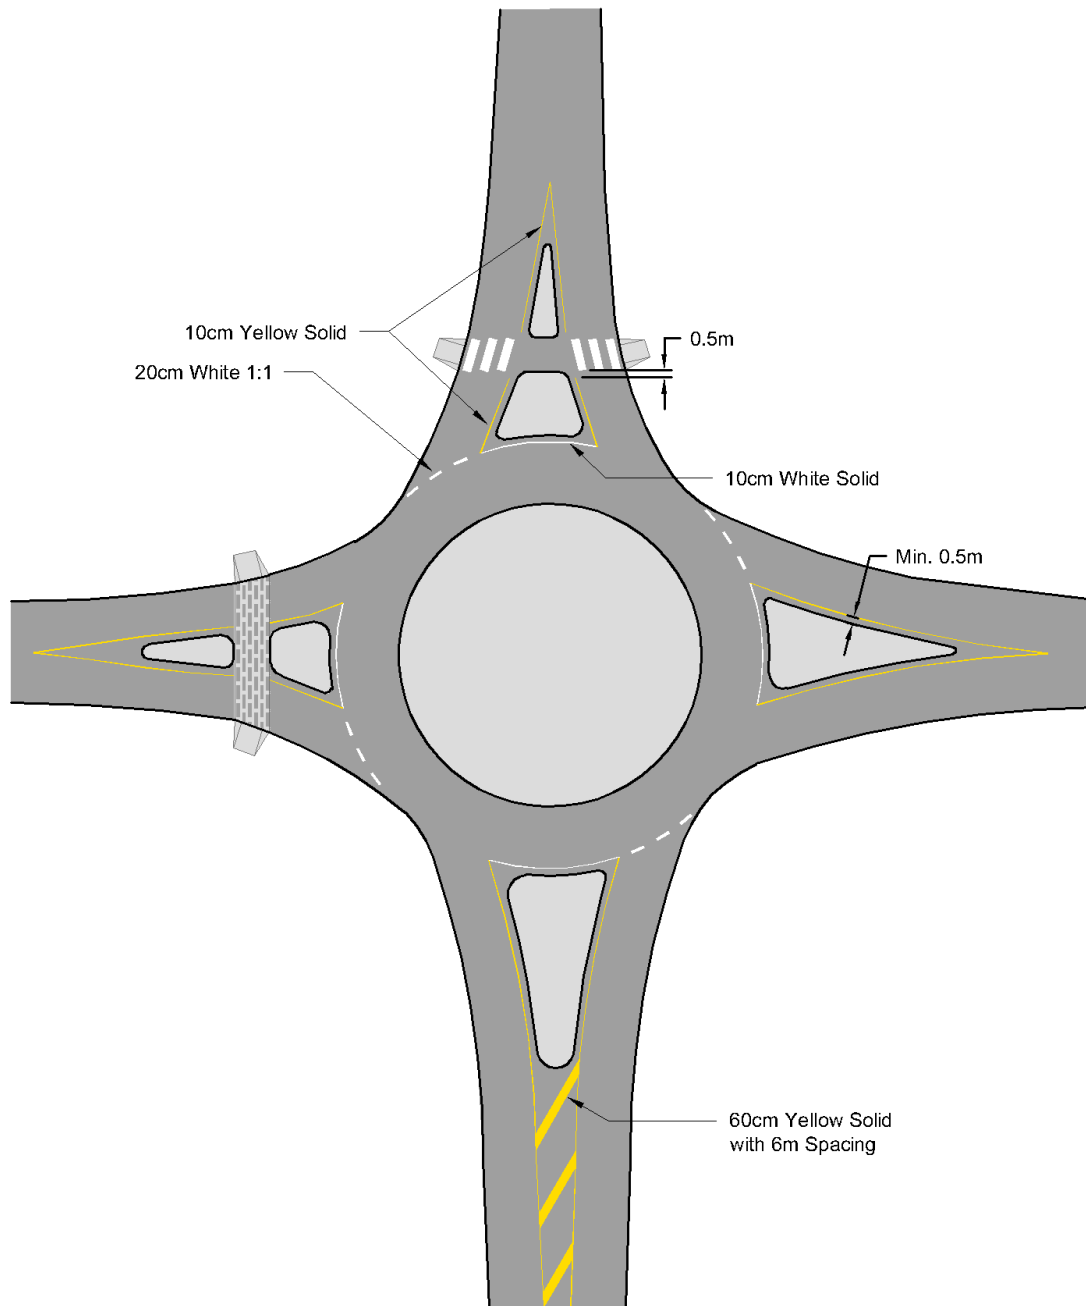 10cm Yellow Solid
0.5m
20cm White 1:1
10cm White Solid
Min. 0.5m
60cm Yellow Solid
with 6m Spacing